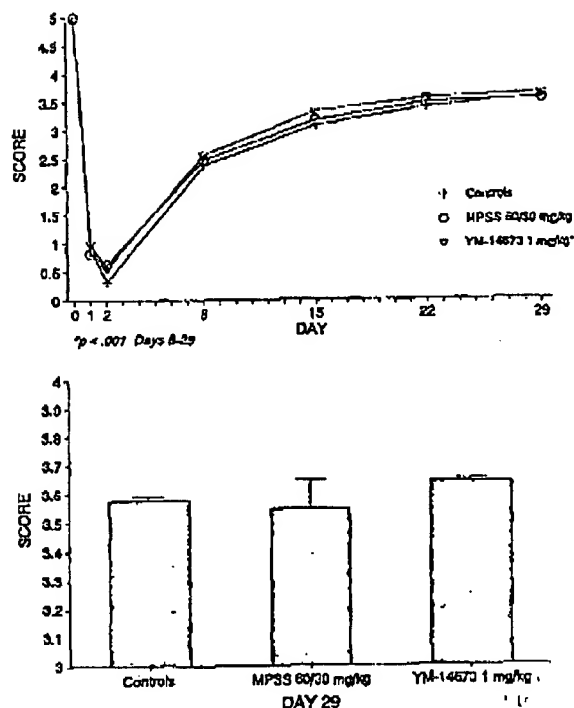 5
4.5
4
3.5
3
2.5
2
1.5
1
0.5
0
SCORE
Controls
MPSS 60/30 mg/kg
YM-14673 1 mg/kg*
0 1 2 8 15 22 29
DAY
*p < .001 Days 8-29
4
3.9
3.8
3.7
3.6
3.5
3.4
3.3
3.2
3.1
3
SCORE
Controls MPSS 60/30 mg/kg YM-14673 1 mg/kg
DAY 29